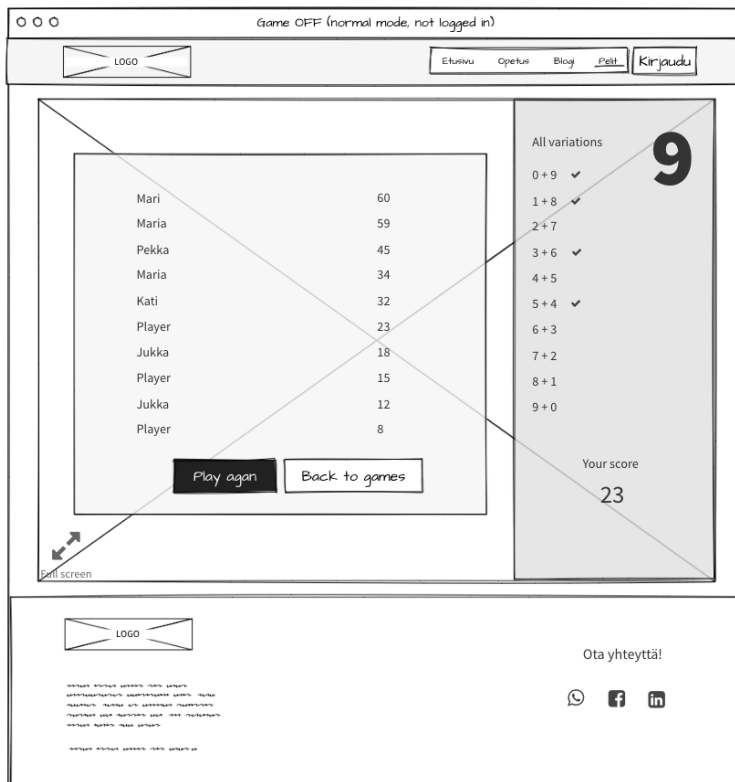 Game OFF (normal mode, not logged in)
LOGO
Etusivu Opetus Blogi Pelit Kirjaudu
Mari 60
Maria 59
Pekka 45
Maria 34
Kati 32
Player 23
Jukka 18
Player 15
Jukka 12
Player 8
Play agan Back to games
Full screen
All variations
9
0 + 9
1 + 8
2 + 7
3 + 6
4 + 5
5 + 4
6 + 3
7 + 2
8 + 1
9 + 0
Your score
23
LOGO
Ota yhteyttä!